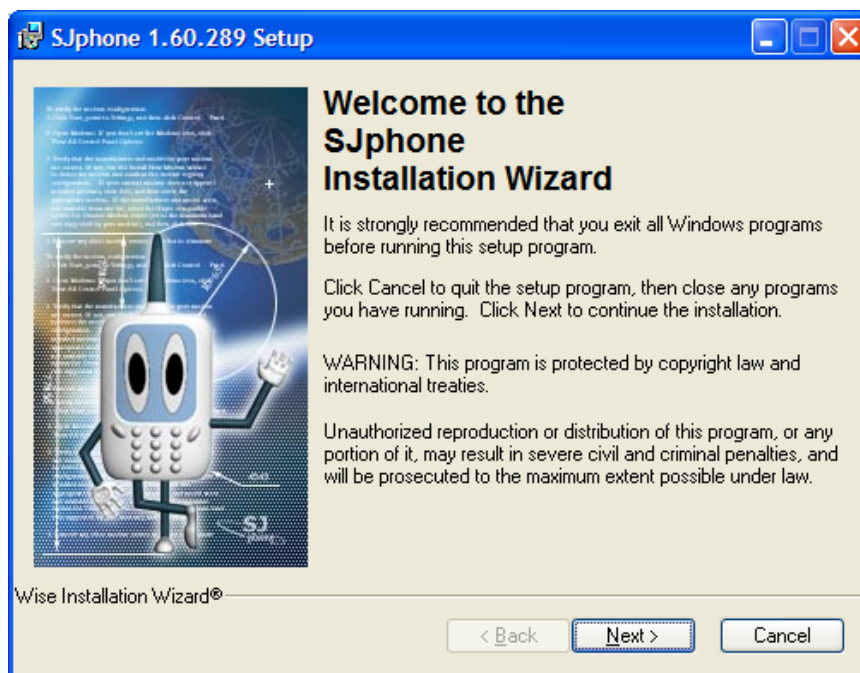 SJphone 1.60.289 Setup
Welcome to the
SJphone
Installation Wizard
It is strongly recommended that you exit all Windows programs
before running this setup program.
Click Cancel to quit the setup program, then close any programs
you have running.  Click Next to continue the installation.
WARNING: This program is protected by copyright law and
international treaties.
Unauthorized reproduction or distribution of this program, or any
portion of it, may result in severe civil and criminal penalties, and
will be prosecuted to the maximum extent possible under law.
SJ
phone
Wise Installation Wizard®
< Back
Next >
Cancel